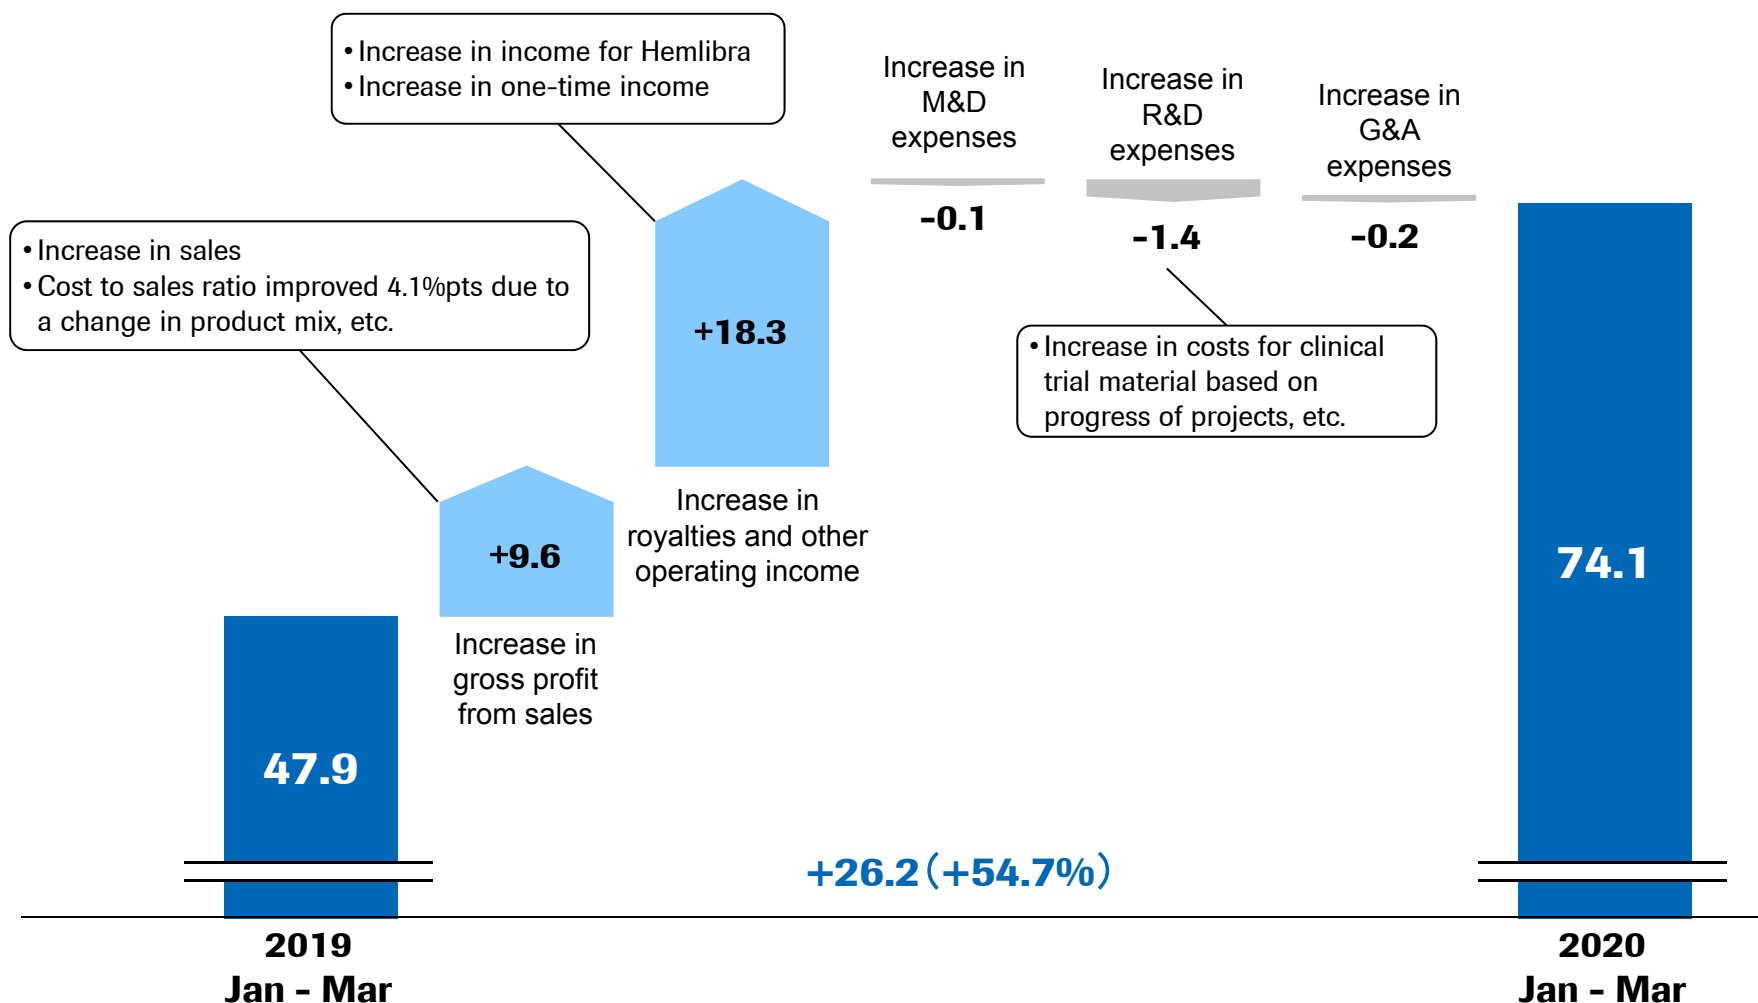 • Increase in income for Hemlibra
• Increase in one-time income
Increase in
M&D
expenses
-0.1
Increase in
R&D
expenses
-1.4
Increase in
G&A
expenses
-0.2
• Increase in sales
• Cost to sales ratio improved 4.1%pts due to
a change in product mix, etc.
+18.3
• Increase in costs for clinical
trial material based on
progress of projects, etc.
Increase in
royalties and other
operating income
+9.6
Increase in
gross profit
from sales
47.9
74.1
+26.2（+54.7%）
2019
Jan - Mar
2020
Jan - Mar